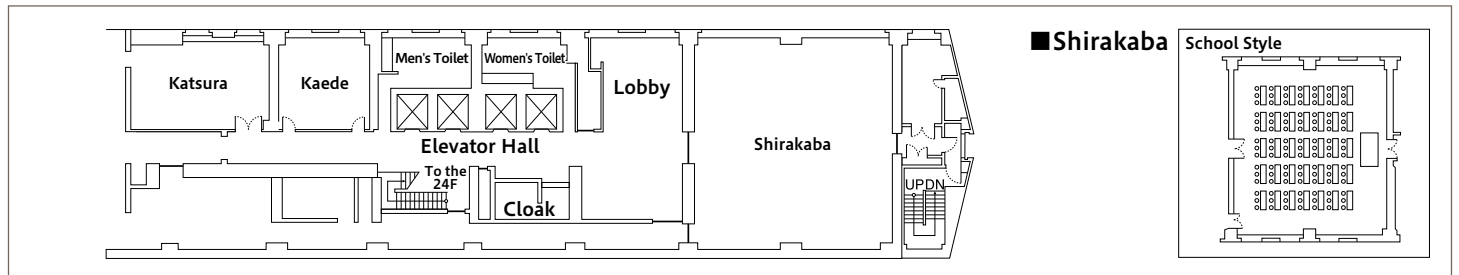 Katsura
Kaede
Men's Toilet
Women's Toilet
Lobby
Elevator Hall
To the
24F
Cloak
Shirakaba
UP DN
■Shirakaba
School Style